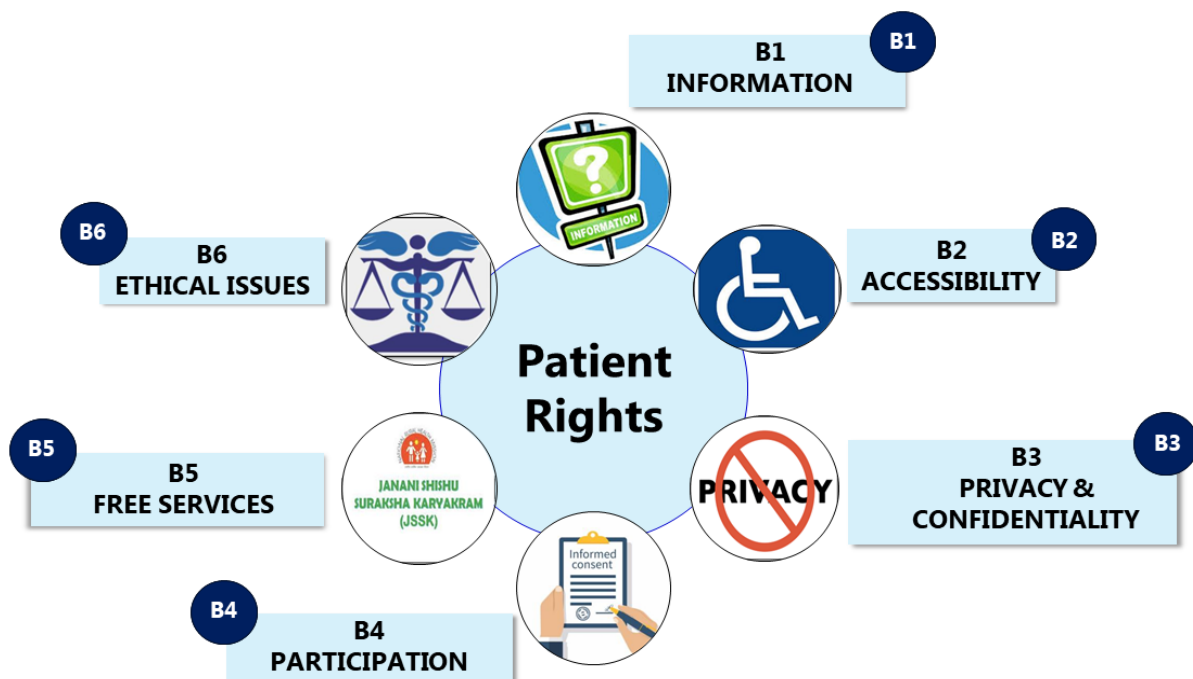 B1
B1
INFORMATION
?
INFORMATION
B6
B6
ETHICAL ISSUES
B2
B2
ACCESSIBILITY
Patient
Rights
B5
B5
FREE SERVICES
JANANI SHISHU
SURAKSHA KARYAKRAM
(JSSK)
PRIVACY
B3
B3
PRIVACY &
CONFIDENTIALITY
Informed
consent
B4
B4
PARTICIPATION